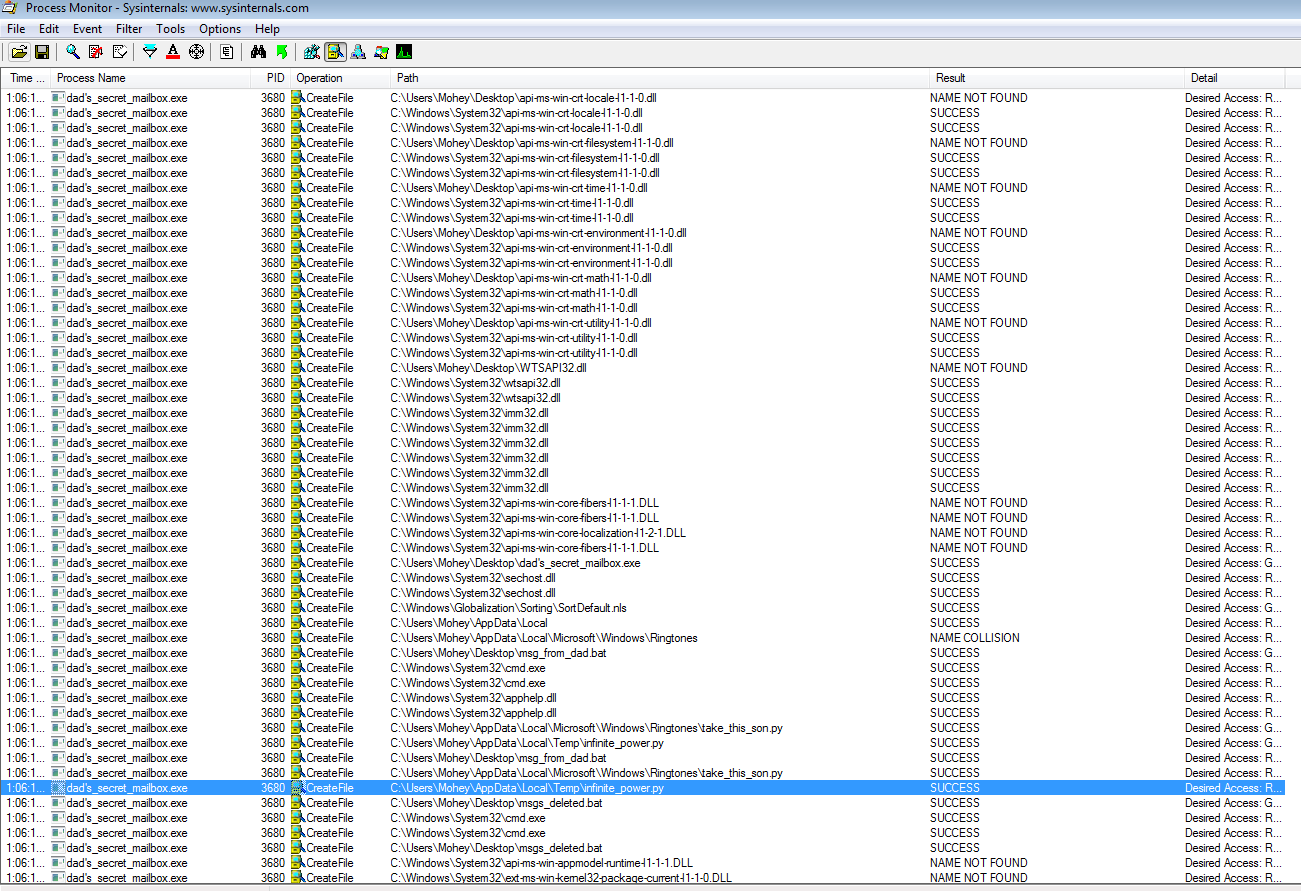 Process Monitor - Sysinternals: www.sysinternals.com
File Edit Event Filter Tools Options Help
Time ... Process Name PID Operation Path Result Detail
1:06:1... dad's_secret_mailbox.exe 3680 CreateFile C:\Users\Mohey\Desktop\api-ms-win-crt-locale-l1-1-0.dll NAME NOT FOUND Desired Access: R...
1:06:1... dad's_secret_mailbox.exe 3680 CreateFile C:\Windows\System32\api-ms-win-crt-locale-l1-1-0.dll SUCCESS Desired Access: R...
1:06:1... dad's_secret_mailbox.exe 3680 CreateFile C:\Windows\System32\api-ms-win-crt-locale-l1-1-0.dll SUCCESS Desired Access: R...
1:06:1... dad's_secret_mailbox.exe 3680 CreateFile C:\Users\Mohey\Desktop\api-ms-win-crt-filesystem-l1-1-0.dll NAME NOT FOUND Desired Access: R...
1:06:1... dad's_secret_mailbox.exe 3680 CreateFile C:\Windows\System32\api-ms-win-crt-filesystem-l1-1-0.dll SUCCESS Desired Access: R...
1:06:1... dad's_secret_mailbox.exe 3680 CreateFile C:\Windows\System32\api-ms-win-crt-filesystem-l1-1-0.dll SUCCESS Desired Access: R...
1:06:1... dad's_secret_mailbox.exe 3680 CreateFile C:\Users\Mohey\Desktop\api-ms-win-crt-time-l1-1-0.dll NAME NOT FOUND Desired Access: R...
1:06:1... dad's_secret_mailbox.exe 3680 CreateFile C:\Windows\System32\api-ms-win-crt-time-l1-1-0.dll SUCCESS Desired Access: R...
1:06:1... dad's_secret_mailbox.exe 3680 CreateFile C:\Windows\System32\api-ms-win-crt-time-l1-1-0.dll SUCCESS Desired Access: R...
1:06:1... dad's_secret_mailbox.exe 3680 CreateFile C:\Users\Mohey\Desktop\api-ms-win-crt-environment-l1-1-0.dll NAME NOT FOUND Desired Access: R...
1:06:1... dad's_secret_mailbox.exe 3680 CreateFile C:\Windows\System32\api-ms-win-crt-environment-l1-1-0.dll SUCCESS Desired Access: R...
1:06:1... dad's_secret_mailbox.exe 3680 CreateFile C:\Windows\System32\api-ms-win-crt-environment-l1-1-0.dll SUCCESS Desired Access: R...
1:06:1... dad's_secret_mailbox.exe 3680 CreateFile C:\Users\Mohey\Desktop\api-ms-win-crt-math-l1-1-0.dll NAME NOT FOUND Desired Access: R...
1:06:1... dad's_secret_mailbox.exe 3680 CreateFile C:\Windows\System32\api-ms-win-crt-math-l1-1-0.dll SUCCESS Desired Access: R...
1:06:1... dad's_secret_mailbox.exe 3680 CreateFile C:\Windows\System32\api-ms-win-crt-math-l1-1-0.dll SUCCESS Desired Access: R...
1:06:1... dad's_secret_mailbox.exe 3680 CreateFile C:\Users\Mohey\Desktop\api-ms-win-crt-utility-l1-1-0.dll NAME NOT FOUND Desired Access: R...
1:06:1... dad's_secret_mailbox.exe 3680 CreateFile C:\Windows\System32\api-ms-win-crt-utility-l1-1-0.dll SUCCESS Desired Access: R...
1:06:1... dad's_secret_mailbox.exe 3680 CreateFile C:\Windows\System32\api-ms-win-crt-utility-l1-1-0.dll SUCCESS Desired Access: R...
1:06:1... dad's_secret_mailbox.exe 3680 CreateFile C:\Users\Mohey\Desktop\WTSAPI32.dll NAME NOT FOUND Desired Access: R...
1:06:1... dad's_secret_mailbox.exe 3680 CreateFile C:\Windows\System32\wtsapi32.dll SUCCESS Desired Access: R...
1:06:1... dad's_secret_mailbox.exe 3680 CreateFile C:\Windows\System32\wtsapi32.dll SUCCESS Desired Access: R...
1:06:1... dad's_secret_mailbox.exe 3680 CreateFile C:\Windows\System32\imm32.dll SUCCESS Desired Access: R...
1:06:1... dad's_secret_mailbox.exe 3680 CreateFile C:\Windows\System32\imm32.dll SUCCESS Desired Access: R...
1:06:1... dad's_secret_mailbox.exe 3680 CreateFile C:\Windows\System32\imm32.dll SUCCESS Desired Access: R...
1:06:1... dad's_secret_mailbox.exe 3680 CreateFile C:\Windows\System32\imm32.dll SUCCESS Desired Access: R...
1:06:1... dad's_secret_mailbox.exe 3680 CreateFile C:\Windows\System32\imm32.dll SUCCESS Desired Access: R...
1:06:1... dad's_secret_mailbox.exe 3680 CreateFile C:\Windows\System32\imm32.dll SUCCESS Desired Access: R...
1:06:1... dad's_secret_mailbox.exe 3680 CreateFile C:\Windows\System32\api-ms-win-core-fibers-l1-1-1.DLL NAME NOT FOUND Desired Access: R...
1:06:1... dad's_secret_mailbox.exe 3680 CreateFile C:\Windows\System32\api-ms-win-core-fibers-l1-1-1.DLL NAME NOT FOUND Desired Access: R...
1:06:1... dad's_secret_mailbox.exe 3680 CreateFile C:\Windows\System32\api-ms-win-core-localization-l1-2-1.DLL NAME NOT FOUND Desired Access: R...
1:06:1... dad's_secret_mailbox.exe 3680 CreateFile C:\Windows\System32\api-ms-win-core-fibers-l1-1-1.DLL NAME NOT FOUND Desired Access: R...
1:06:1... dad's_secret_mailbox.exe 3680 CreateFile C:\Users\Mohey\Desktop\dad's_secret_mailbox.exe SUCCESS Desired Access: G...
1:06:1... dad's_secret_mailbox.exe 3680 CreateFile C:\Windows\System32\sechost.dll SUCCESS Desired Access: R...
1:06:1... dad's_secret_mailbox.exe 3680 CreateFile C:\Windows\System32\sechost.dll SUCCESS Desired Access: R...
1:06:1... dad's_secret_mailbox.exe 3680 CreateFile C:\Windows\Globalization\Sorting\SortDefault.nls SUCCESS Desired Access: G...
1:06:1... dad's_secret_mailbox.exe 3680 CreateFile C:\Users\Mohey\AppData\Local SUCCESS Desired Access: R...
1:06:1... dad's_secret_mailbox.exe 3680 CreateFile C:\Users\Mohey\AppData\Local\Microsoft\Windows\Ringtones NAME COLLISION Desired Access: R...
1:06:1... dad's_secret_mailbox.exe 3680 CreateFile C:\Users\Mohey\Desktop\msg_from_dad.bat SUCCESS Desired Access: G...
1:06:1... dad's_secret_mailbox.exe 3680 CreateFile C:\Windows\System32\cmd.exe SUCCESS Desired Access: R...
1:06:1... dad's_secret_mailbox.exe 3680 CreateFile C:\Windows\System32\cmd.exe SUCCESS Desired Access: R...
1:06:1... dad's_secret_mailbox.exe 3680 CreateFile C:\Windows\System32\apphelp.dll SUCCESS Desired Access: R...
1:06:1... dad's_secret_mailbox.exe 3680 CreateFile C:\Windows\System32\apphelp.dll SUCCESS Desired Access: R...
1:06:1... dad's_secret_mailbox.exe 3680 CreateFile C:\Users\Mohey\AppData\Local\Microsoft\Windows\Ringtones\take_this_son.py SUCCESS Desired Access: G...
1:06:1... dad's_secret_mailbox.exe 3680 CreateFile C:\Users\Mohey\AppData\Local\Temp\infinite_power.py SUCCESS Desired Access: G...
1:06:1... dad's_secret_mailbox.exe 3680 CreateFile C:\Users\Mohey\Desktop\msg_from_dad.bat SUCCESS Desired Access: R...
1:06:1... dad's_secret_mailbox.exe 3680 CreateFile C:\Users\Mohey\AppData\Local\Microsoft\Windows\Ringtones\take_this_son.py SUCCESS Desired Access: R...
1:06:1... dad's_secret_mailbox.exe 3680 CreateFile C:\Users\Mohey\AppData\Local\Temp\infinite_power.py SUCCESS Desired Access: R...
1:06:1... dad's_secret_mailbox.exe 3680 CreateFile C:\Users\Mohey\Desktop\msgs_deleted.bat SUCCESS Desired Access: G...
1:06:1... dad's_secret_mailbox.exe 3680 CreateFile C:\Windows\System32\cmd.exe SUCCESS Desired Access: R...
1:06:1... dad's_secret_mailbox.exe 3680 CreateFile C:\Windows\System32\cmd.exe SUCCESS Desired Access: R...
1:06:1... dad's_secret_mailbox.exe 3680 CreateFile C:\Users\Mohey\Desktop\msgs_deleted.bat SUCCESS Desired Access: R...
1:06:1... dad's_secret_mailbox.exe 3680 CreateFile C:\Windows\System32\api-ms-win-appmodel-runtime-l1-1-1.DLL NAME NOT FOUND Desired Access: R...
1:06:1... dad's_secret_mailbox.exe 3680 CreateFile C:\Windows\System32\ext-ms-win-kernel32-package-current-l1-1-0.DLL NAME NOT FOUND Desired Access: R...